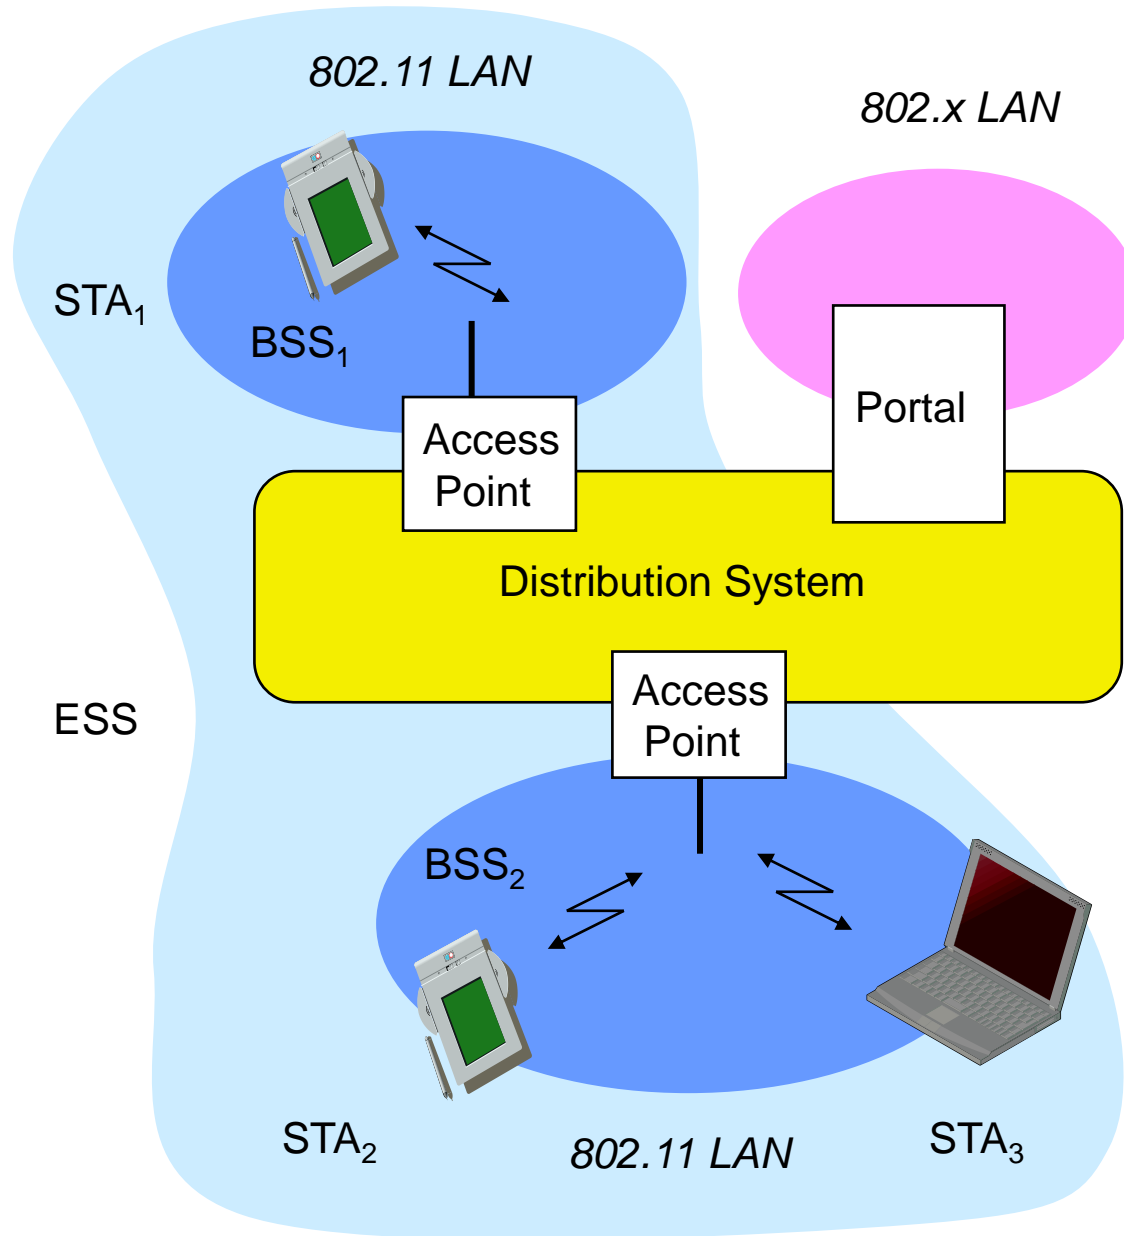 802.11 LAN
802.x LAN
STA₁
BSS₁
Portal
Access
Point
Distribution System
Access
Point
ESS
BSS₂
STA₂
802.11 LAN
STA₃